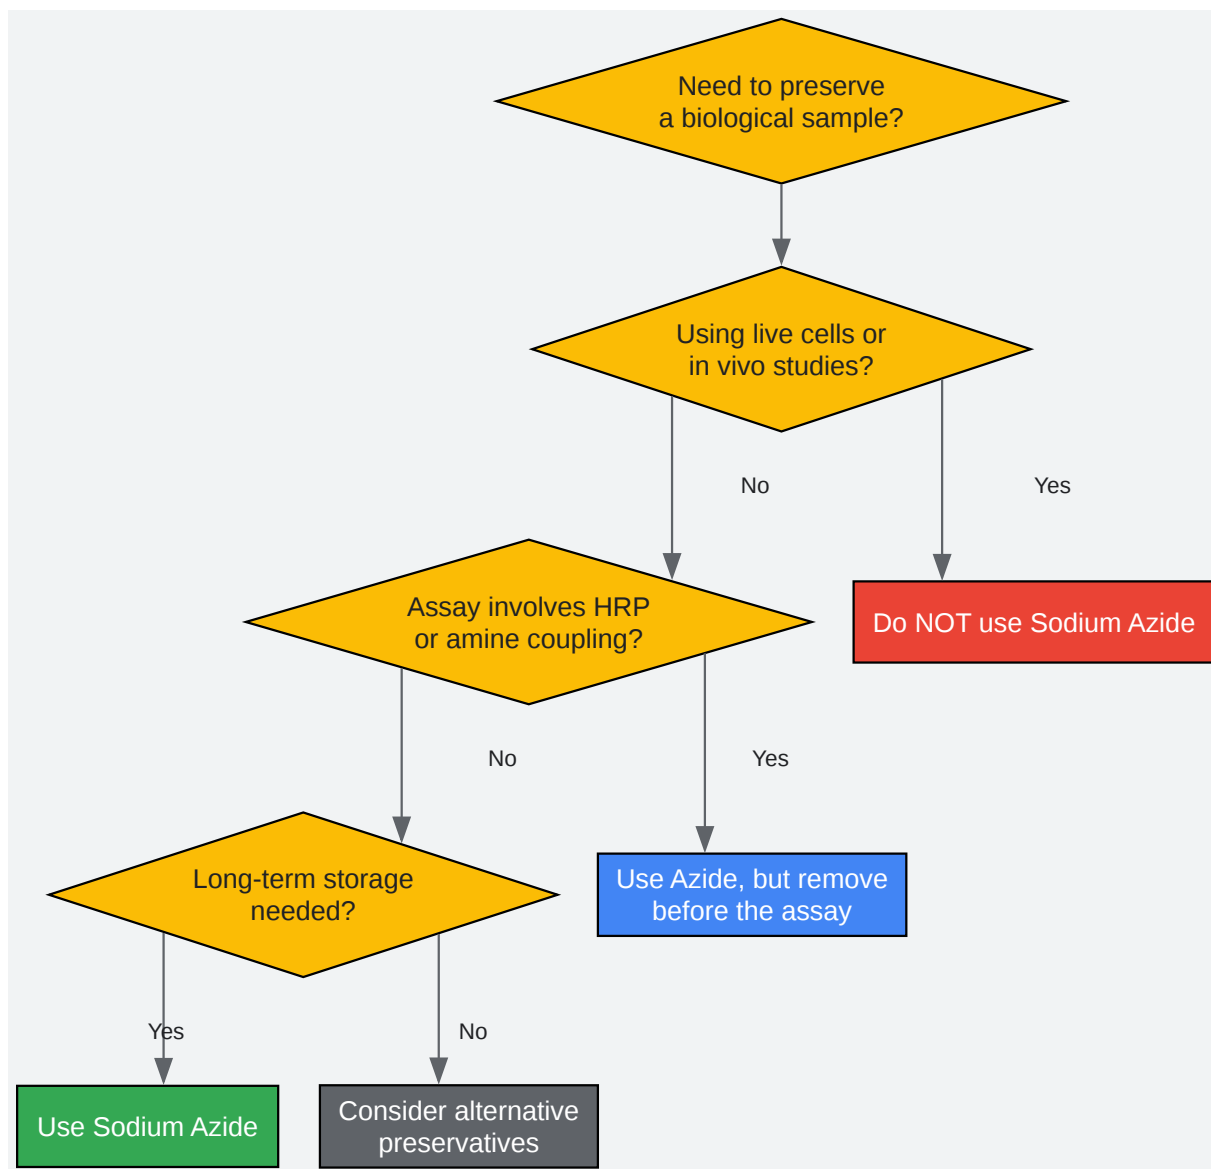 Need to preserve
a biological sample?
Using live cells or
in vivo studies?
No
Yes
Assay involves HRP
or amine coupling?
Do NOT use Sodium Azide
No
Yes
Long-term storage
needed?
Use Azide, but remove
before the assay
Yes
No
Use Sodium Azide
Consider alternative
preservatives